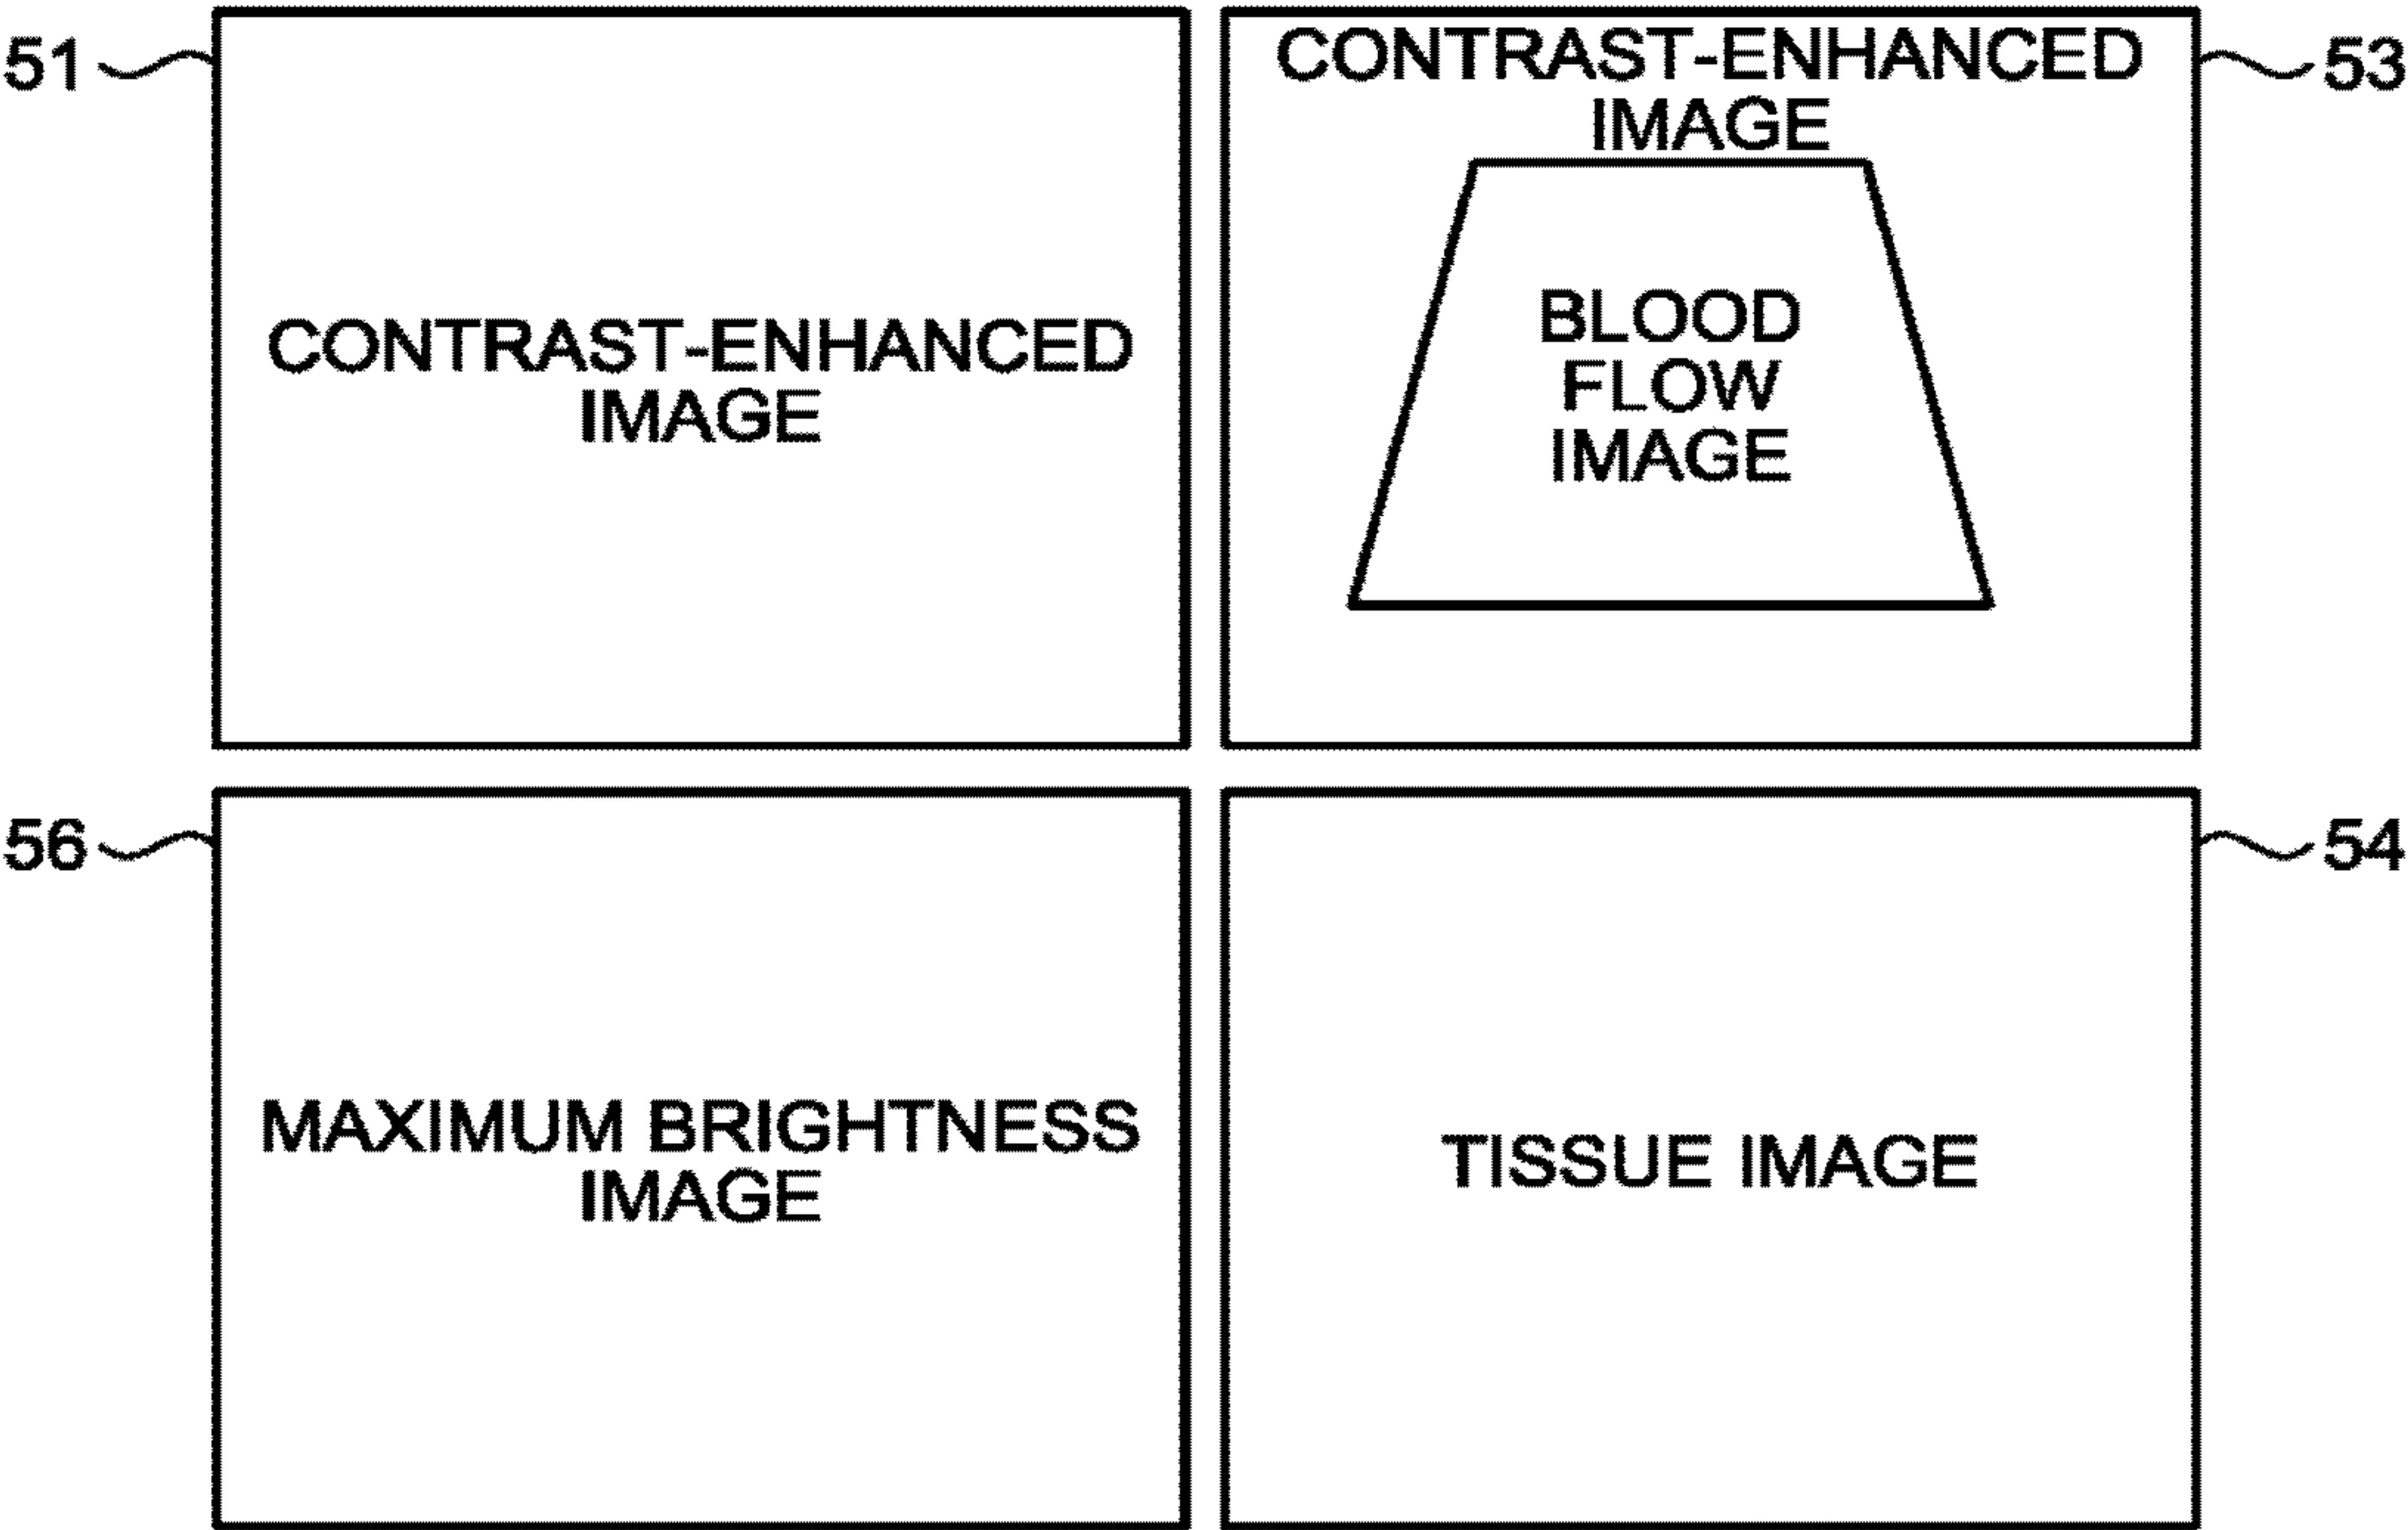 51
CONTRAST-ENHANCED
IMAGE
CONTRAST-ENHANCED
IMAGE
BLOOD
FLOW
IMAGE
53
56
MAXIMUM BRIGHTNESS
IMAGE
TISSUE IMAGE
54